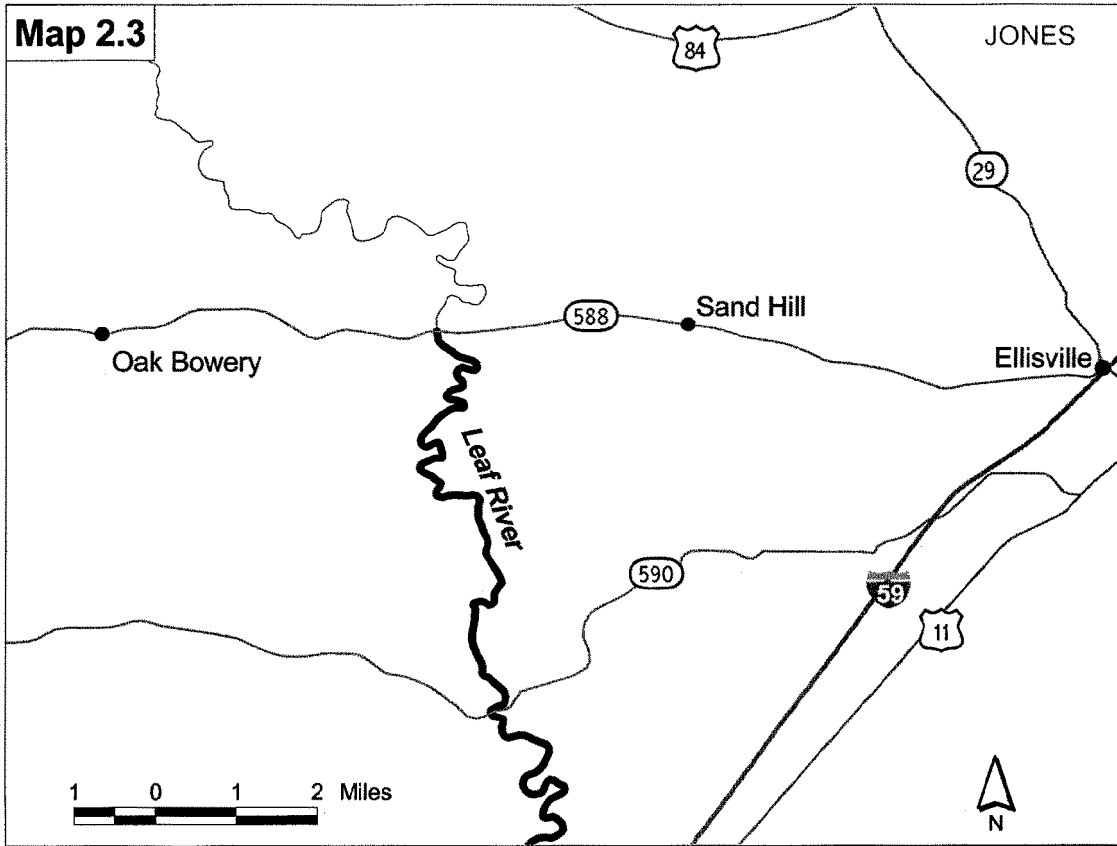 Map 2.3
84
JONES
29
588
Sand Hill
Oak Bowery
Ellisville
Leaf River
590
59
11
1 0 1 2 Miles
N